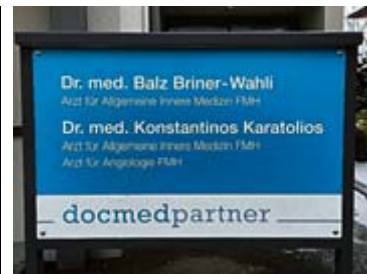 Dr. med. Balz Briner-Wahli
Arzt für Allgemeine Innere Medizin FMH
Dr. med. Konstantinos Karatolios
Arzt für Allgemeine Innere Medizin FMH
Arzt für Angiologie FMH
docmedpartner